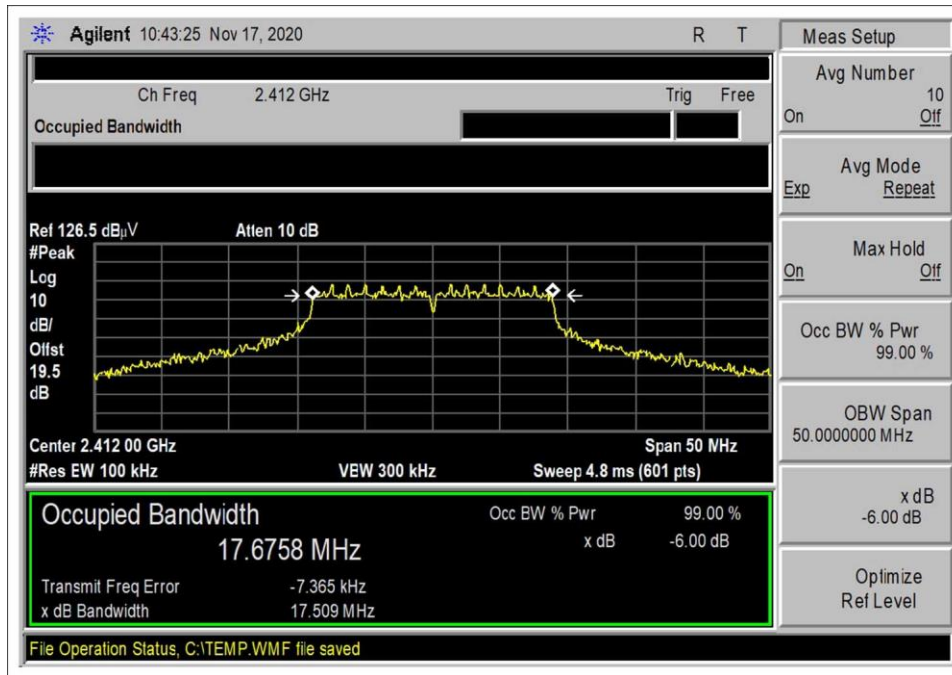 Agilent 10:43:25 Nov 17, 2020 R T
Meas Setup
Ch Freq 2.412 GHz Trig Free
Occupied Bandwidth
Ref 126.5 dBµV Atten 10 dB
#Peak
Log
10
dB/
Offst
19.5
dB
Center 2.412 00 GHz Span 50 MHz
#Res EW 100 kHz VBW 300 kHz Sweep 4.8 ms (601 pts)
Occupied Bandwidth Occ BW % Pwr 99.00 %
17.6758 MHz x dB -6.00 dB
Transmit Freq Error -7.365 kHz
x dB Bandwidth 17.509 MHz
File Operation Status, C:\TEMP.WMF file saved
Avg Number
10
On Off
Avg Mode
Exp Repeat
Max Hold
On Off
Occ BW % Pwr
99.00 %
OBW Span
50.0000000 MHz
x dB
-6.00 dB
Optimize
Ref Level